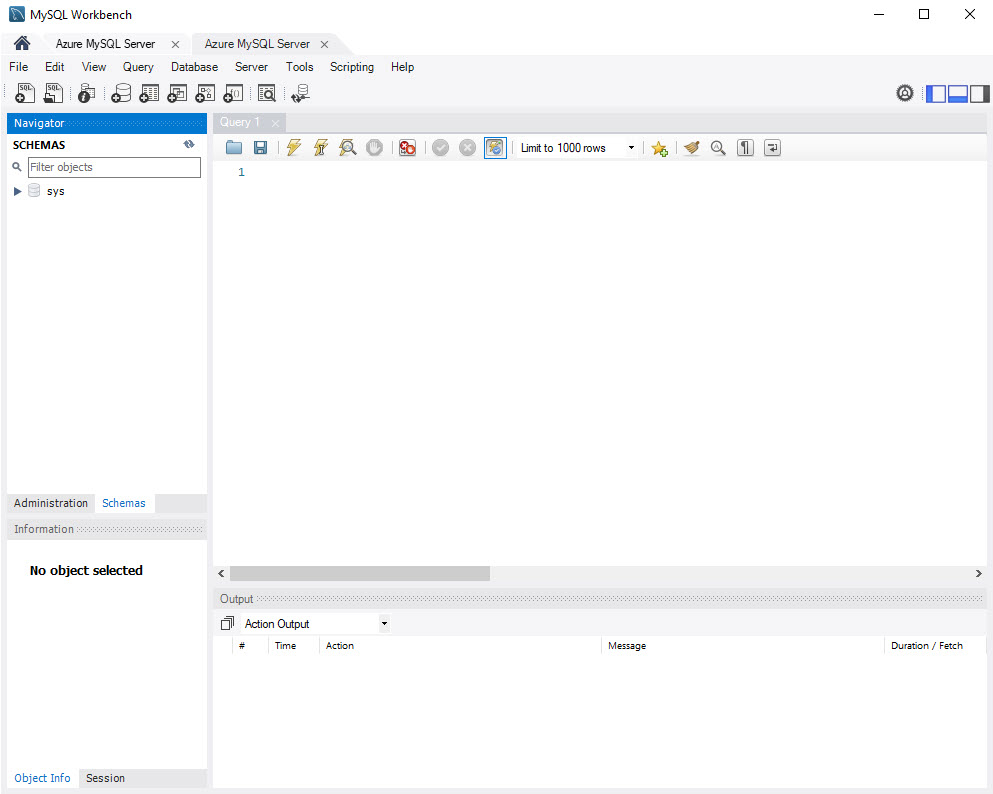 MySQL Workbench
Azure MySQL Server Azure MySQL Server
File Edit View Query Database Server Tools Scripting Help
SQL SQL
Navigator Query 1
SCHEMAS
Limit to 1000 rows
Filter objects
1
sys
Administration Schemas
Information
No object selected
Output
Action Output
# Time Action Message Duration / Fetch
Object Info Session